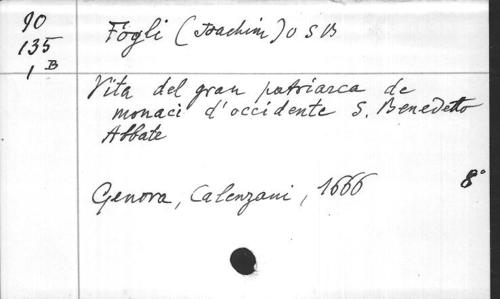 90
135
1 B
Fogli (Joachim) O S B
Vita del gran patriarca de
monaci d'occidente S. Benedetto
Abbate
Genova, Calenzani, 1666 8°